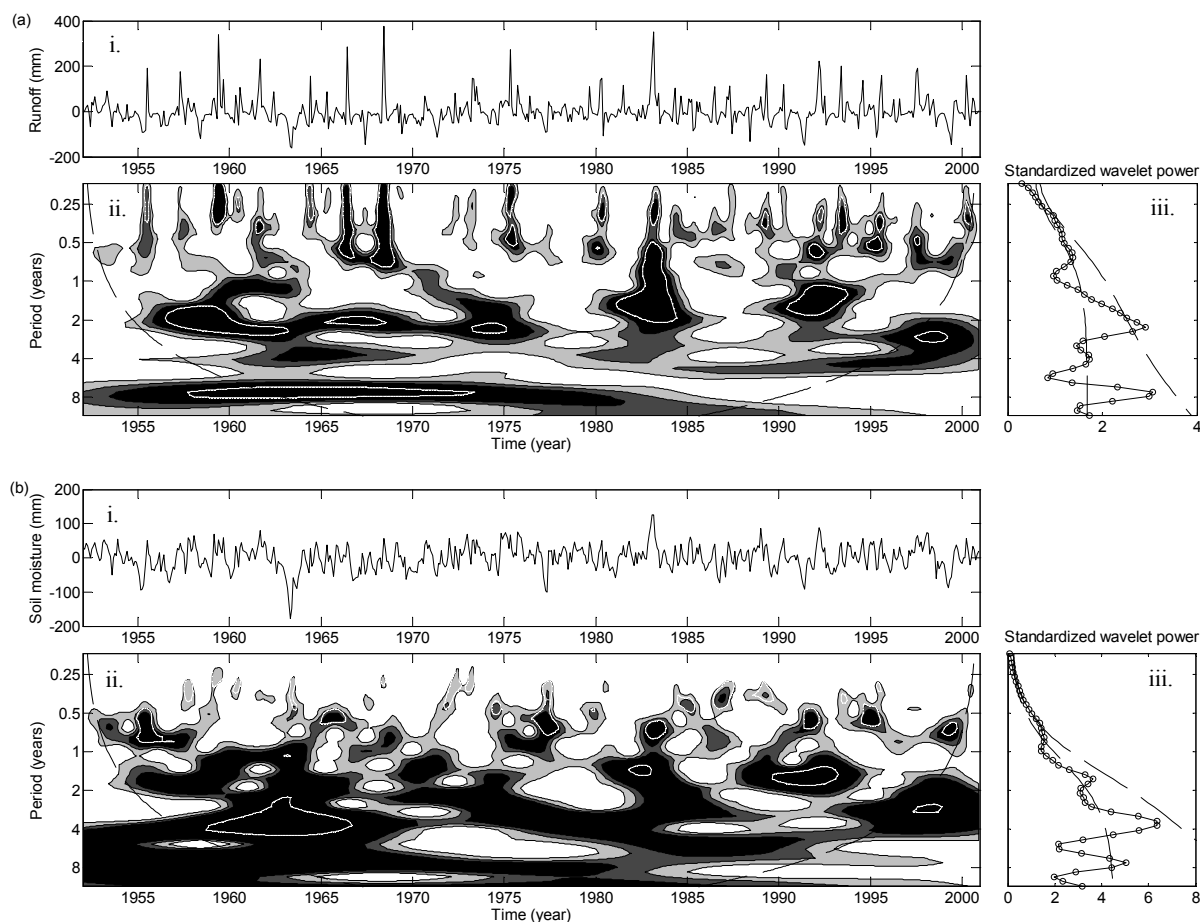 (a)
i.
Runoff (mm)
400
200
0
-200
1955 1960 1965 1970 1975 1980 1985 1990 1995 2000
ii.
Period (years)
0.25
0.5
1
2
4
8
1955 1960 1965 1970 1975 1980 1985 1990 1995 2000
Time (year)
Standardized wavelet power
iii.
0 2 4
(b)
i.
Soil moisture (mm)
200
100
0
-100
-200
1955 1960 1965 1970 1975 1980 1985 1990 1995 2000
ii.
Period (years)
0.25
0.5
1
2
4
8
1955 1960 1965 1970 1975 1980 1985 1990 1995 2000
Time (year)
Standardized wavelet power
iii.
0 2 4 6 8